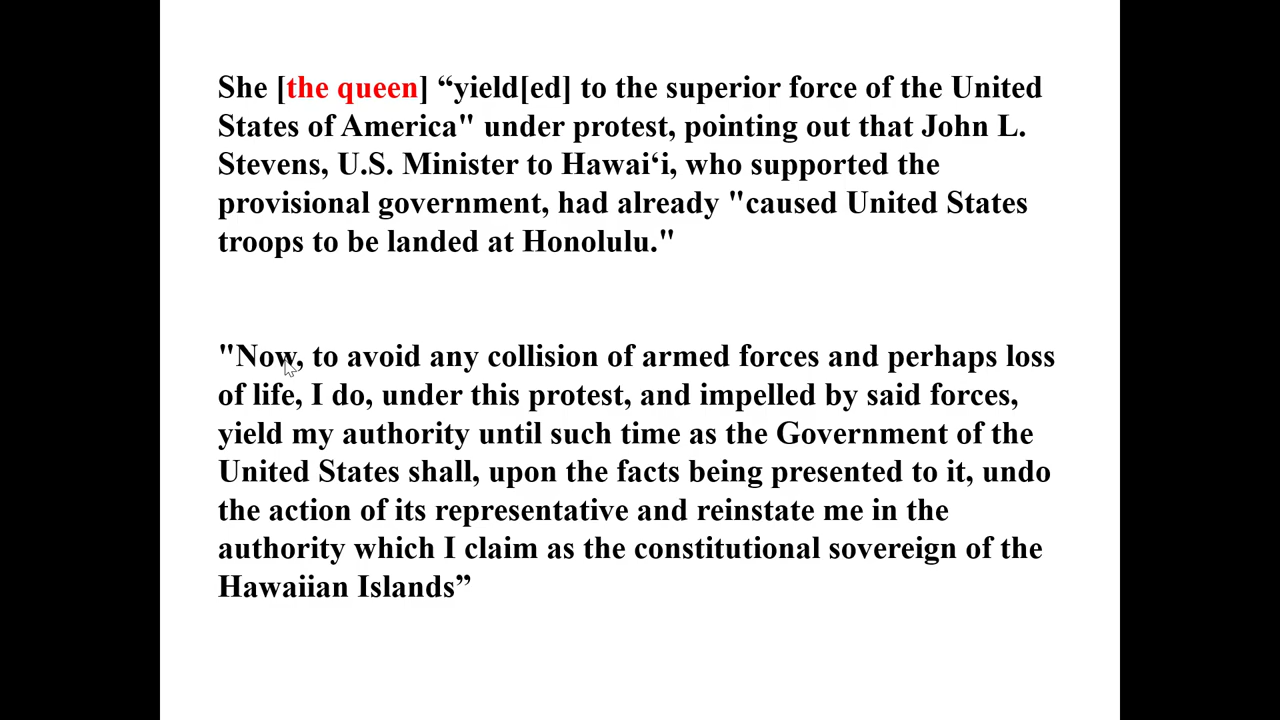 She [the queen] “yield[ed] to the superior force of the United
States of America" under protest, pointing out that John L.
Stevens, U.S. Minister to Hawai‘i, who supported the
provisional government, had already "caused United States
troops to be landed at Honolulu."
"Now, to avoid any collision of armed forces and perhaps loss
of life, I do, under this protest, and impelled by said forces,
yield my authority until such time as the Government of the
United States shall, upon the facts being presented to it, undo
the action of its representative and reinstate me in the
authority which I claim as the constitutional sovereign of the
Hawaiian Islands”